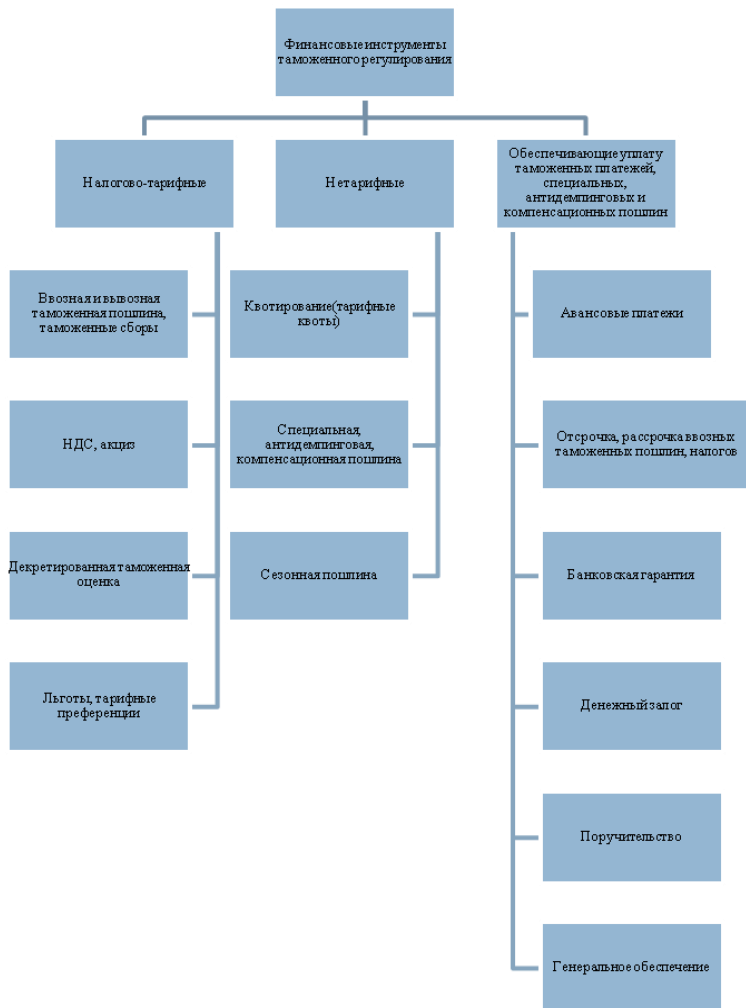 Финансовые инструменты
таможенного регулирования
Налогово-тарифные
Нетарифные
Обеспечивающие уплату
таможенных платежей,
специальных,
антидемпинговых и
компенсационных пошлин
Ввозная и вывозная
таможенная пошлина,
таможенные сборы
НДС, акциз
Декретированная таможенная
оценка
Льготы, тарифные
преференции
Квотирование(тарифные
квоты)
Специальная,
антидемпинговая,
компенсационная пошлина
Сезонная пошлина
Авансовые платежи
Отсрочка, рассрочка ввозных
таможенных пошлин, налогов
Банковская гарантия
Денежный залог
Поручительство
Генеральное обеспечение